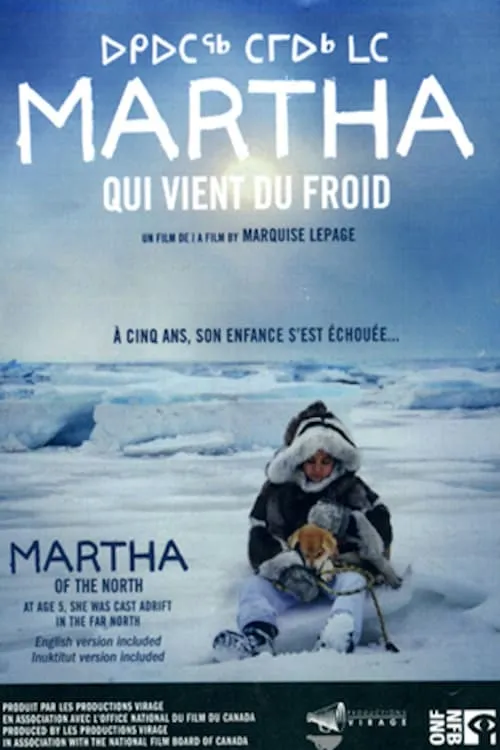 ᐅᑭᐅᑕᖅ ᑕᒥᐅᒃ ᒪᑕ
MARTHA
QUI VIENT DU FROID
UN FILM DE / A FILM BY MARQUISE LEPAGE
À CINQ ANS, SON ENFANCE S'EST ÉCHOUÉE...
MARTHA
OF THE NORTH
AT AGE 5, SHE WAS CAST ADRIFT
IN THE FAR NORTH
English version included
Inuktitut version included
PRODUIT PAR LES PRODUCTIONS VIRAGE
EN ASSOCIATION AVEC L'OFFICE NATIONAL DU FILM DU CANADA
PRODUCED BY LES PRODUCTIONS VIRAGE
IN ASSOCIATION WITH THE NATIONAL FILM BOARD OF CANADA
PRODUCTIONS
VIRAGE
ONF
NFB